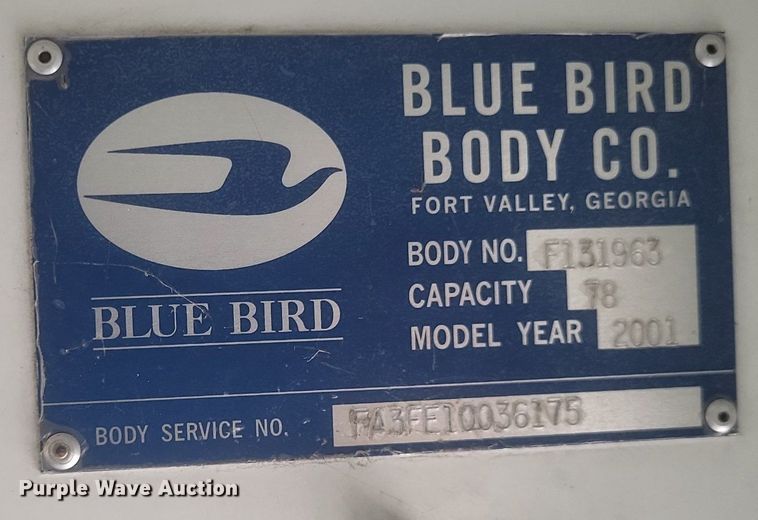 BLUE BIRD
BODY CO.
FORT VALLEY, GEORGIA
BODY NO. F131963
CAPACITY 78
MODEL YEAR 2001
BLUE BIRD
BODY SERVICE NO. FA3FE10036175
Purple Wave Auction